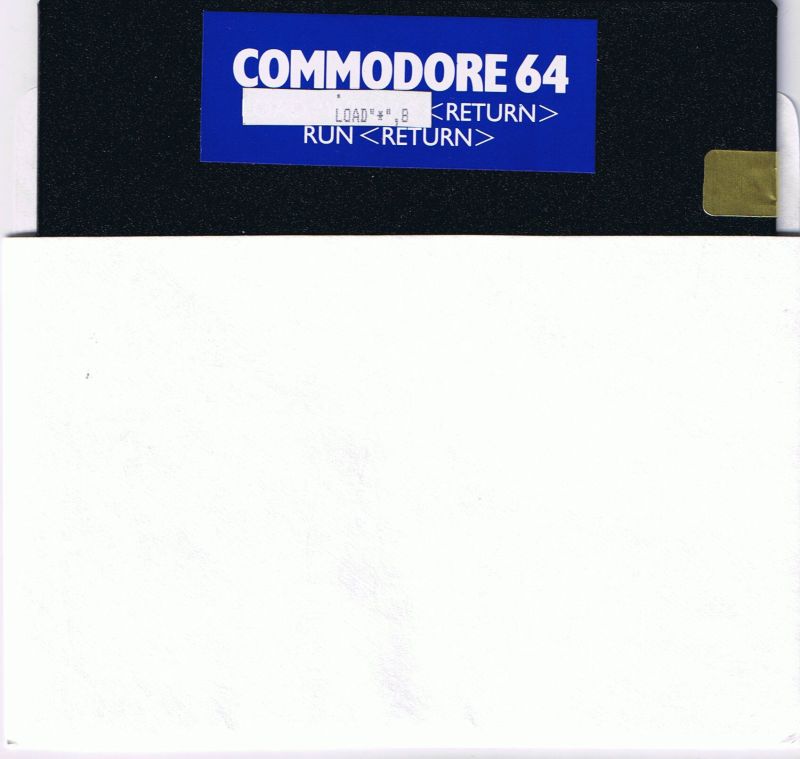 COMMODORE 64
LOAD"*",8 <RETURN>
RUN <RETURN>